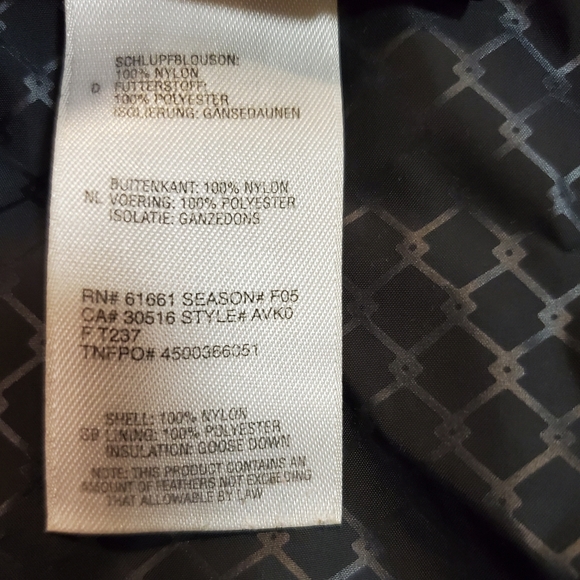 SCHLUPFBLOUSON:
100% NYLON
D FUTTERSTOFF:
100% POLYESTER
ISOLIERUNG: GANSEDAUNEN
BUITENKANT: 100% NYLON
NL VOERING: 100% POLYESTER
ISOLATIE: GANZEDONS
RN# 61661 SEASON# F05
CA# 30516 STYLE# AVK0
F T237
TNFPO# 4500366051
SHELL: 100% NYLON
GB LINING: 100% POLYESTER
INSULATION: GOOSE DOWN
NOTE: THIS PRODUCT CONTAINS AN
AMOUNT OF FEATHERS NOT EXCEEDING
THAT ALLOWABLE BY LAW